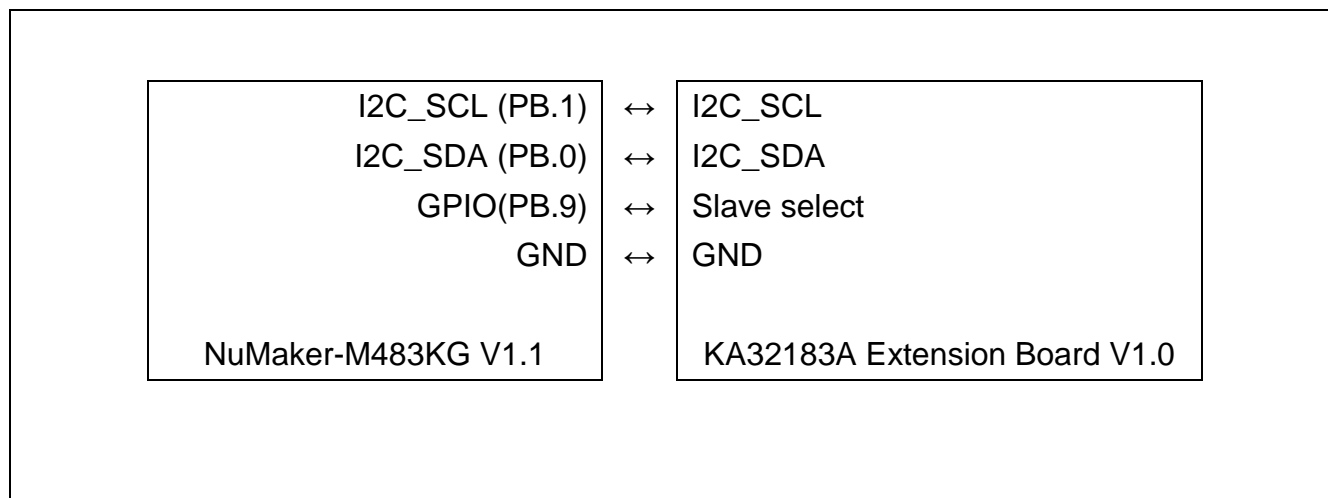 I2C_SCL (PB.1) ↔ I2C_SCL
I2C_SDA (PB.0) ↔ I2C_SDA
GPIO(PB.9) ↔ Slave select
GND ↔ GND
NuMaker-M483KG V1.1 KA32183A Extension Board V1.0